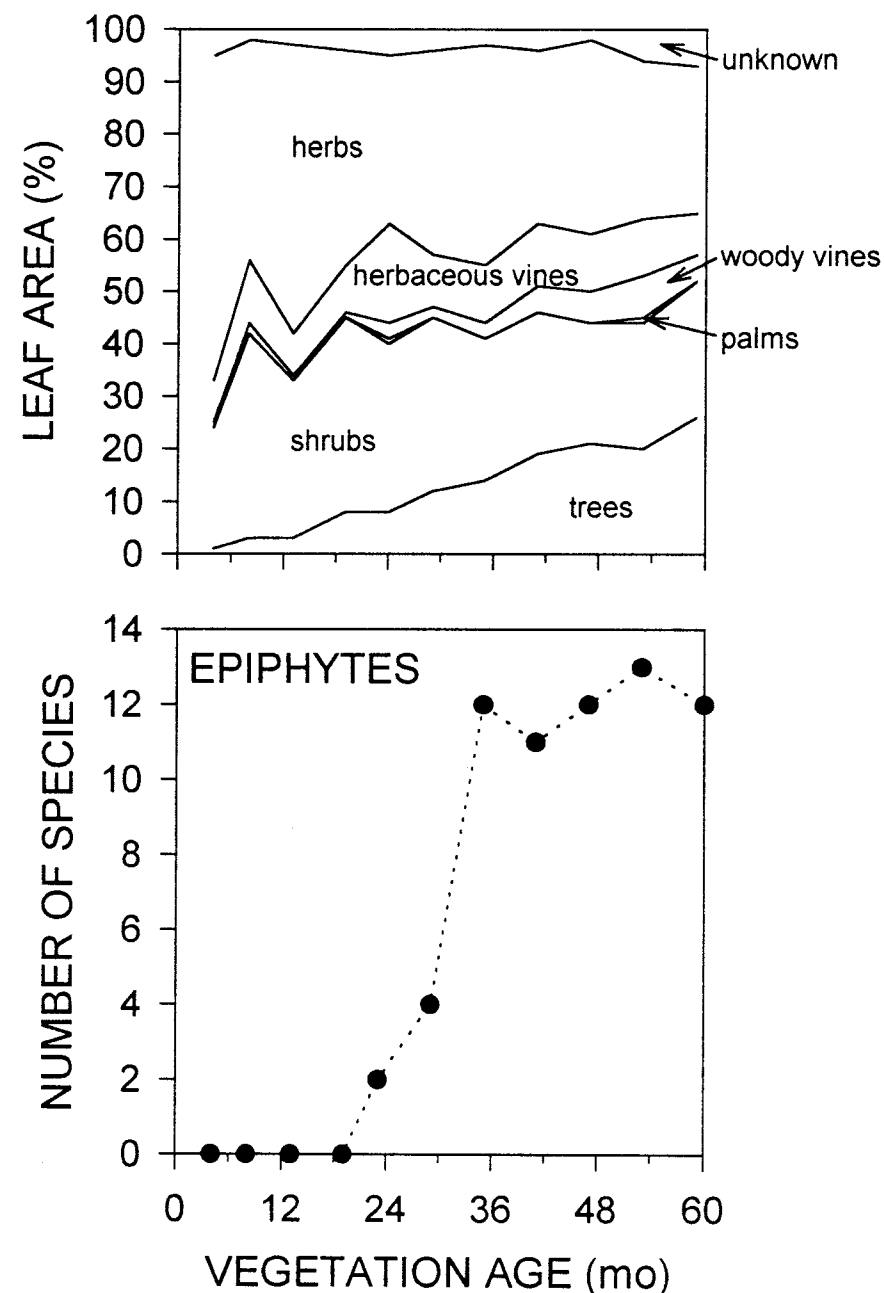 LEAF AREA (%)
100
90
80
70
60
50
40
30
20
10
0
unknown
herbs
herbaceous vines
woody vines
palms
shrubs
trees
NUMBER OF SPECIES
14
12
10
8
6
4
2
0
EPIPHYTES
0 12 24 36 48 60
VEGETATION AGE (mo)